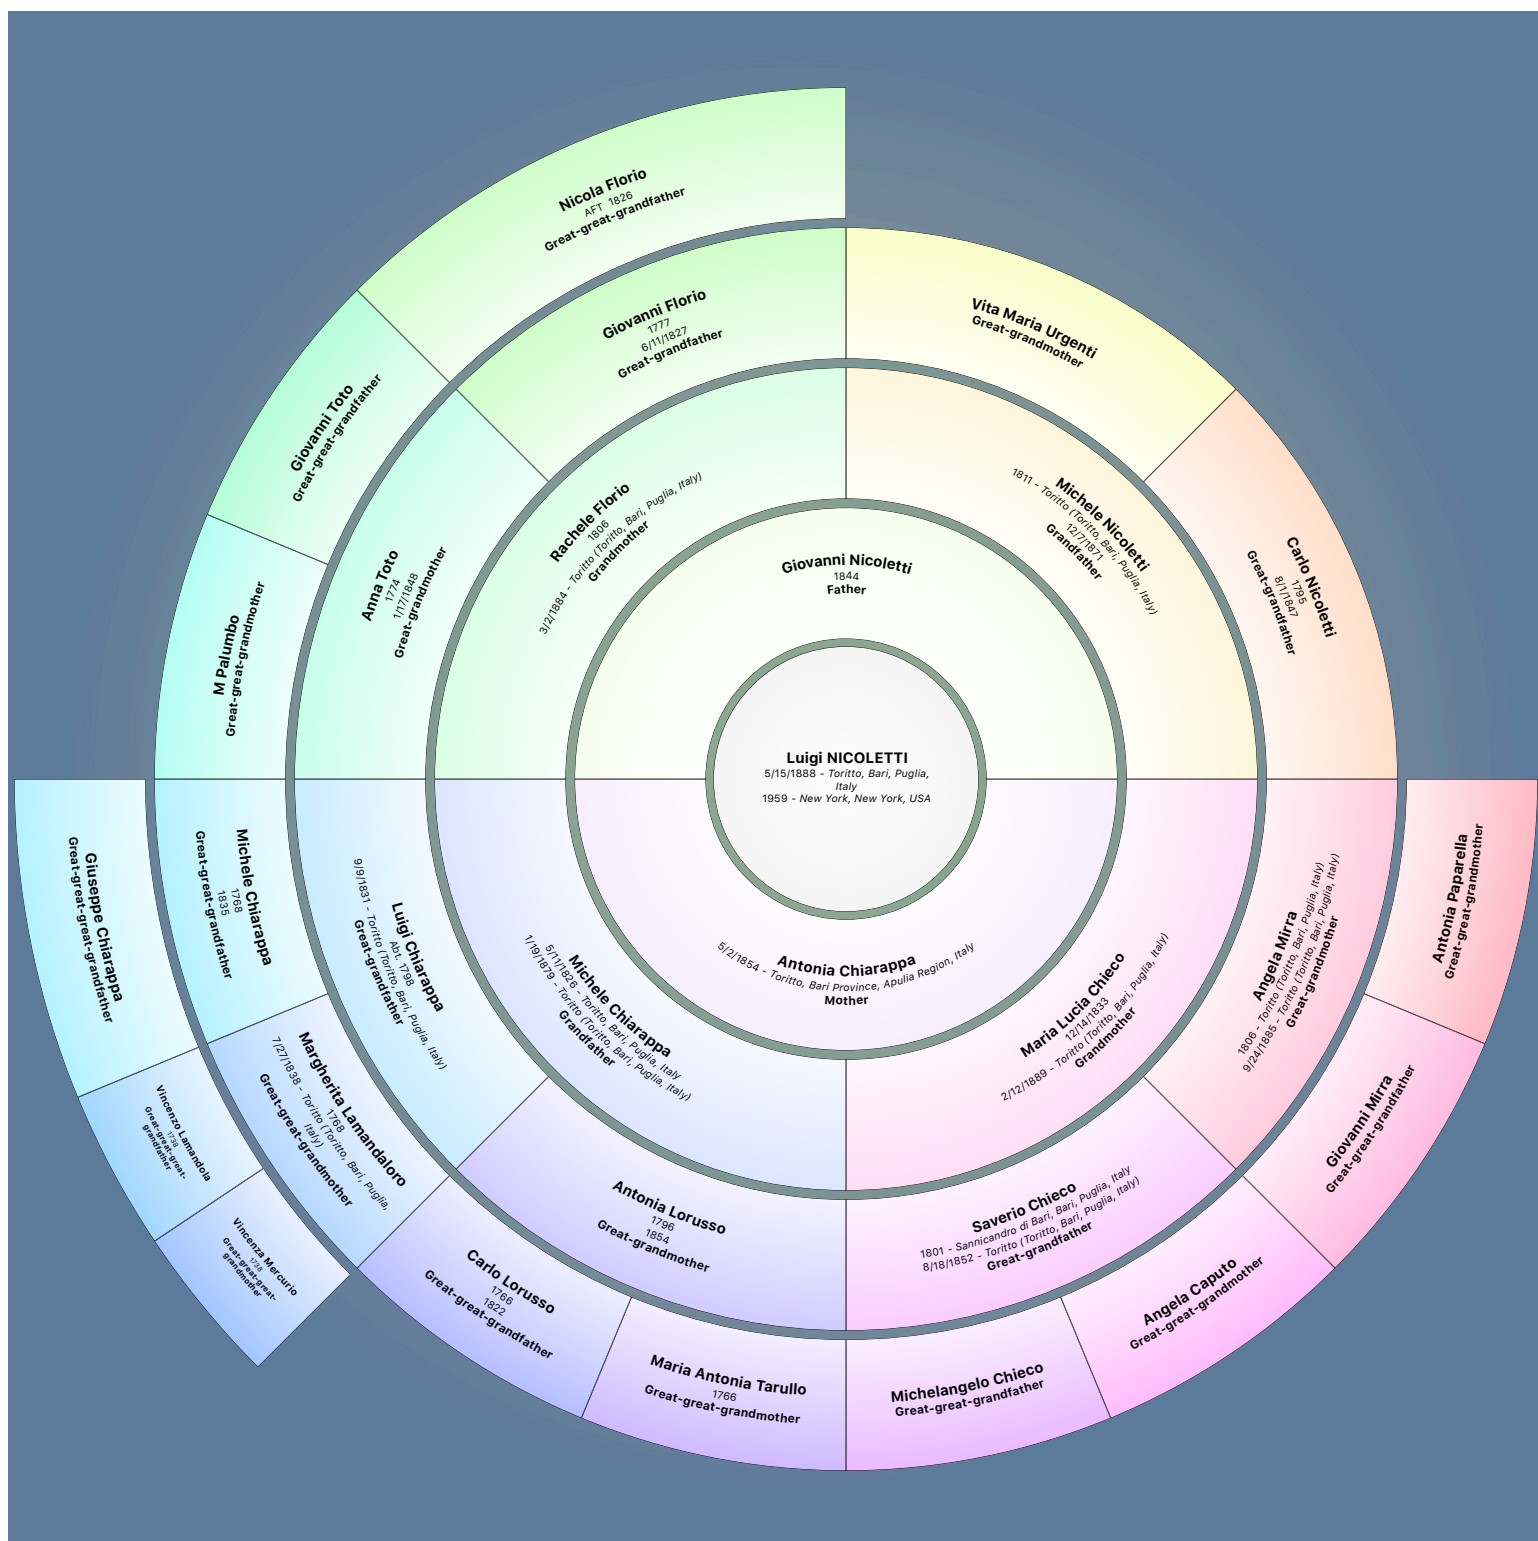 Nicola Florio
AFT 1826
Great-great-grandfather
Giovanni Florio
1777
6/11/1827
Great-grandfather
Vita Maria Urgenti
Great-grandmother
Giovanni Toto
Great-great-grandfather
Anna Toto
1774
1/17/1848
Great-grandmother
Rachele Florio
1806
3/2/1884 - Toritto (Toritto, Bari, Puglia, Italy)
Grandmother
Michele Nicoletti
1811 - Toritto (Toritto, Bari, Puglia, Italy)
12/7/1871
Grandfather
Carlo Nicoletti
1795
8/1/1847
Great-grandfather
Giovanni Nicoletti
1844
Father
M Palumbo
Great-great-grandmother
Luigi NICOLETTI
5/15/1888 - Toritto, Bari, Puglia,
Italy
1959 - New York, New York, USA
Giuseppe Chiarappa
Great-great-great-grandfather
Michele Chiarappa
1768
1835
Great-great-grandfather
Luigi Chiarappa
Abt. 1798
9/9/1831 - Toritto (Toritto, Bari, Puglia, Italy)
Great-grandfather
Michele Chiarappa
5/11/1826 - Toritto, Bari, Puglia, Italy
1/19/1879 - Toritto (Toritto, Bari, Puglia, Italy)
Grandfather
Antonia Chiarappa
5/2/1854 - Toritto, Bari Province, Apulia Region, Italy
Mother
Maria Lucia Chieco
12/14/1833
2/12/1889 - Toritto (Toritto, Bari, Puglia, Italy)
Grandmother
Angela Mirra
1806 - Toritto (Toritto, Bari, Puglia, Italy)
9/24/1885 - Toritto (Toritto, Bari, Puglia, Italy)
Great-grandmother
Antonia Paparella
Great-great-grandmother
Vincenzo Lamandola
1738
Great-great-great-
grandfather
Margherita Lamandaloro
1768
7/27/1838 - Toritto (Toritto, Bari, Puglia,
Italy)
Great-great-grandmother
Giovanni Mirra
Great-great-grandfather
Vincenza Mercurio
1738
Great-great-great-
grandmother
Carlo Lorusso
1766
1822
Great-great-grandfather
Antonia Lorusso
1796
1854
Great-grandmother
Saverio Chieco
1801 - Sannicandro di Bari, Bari, Puglia, Italy
8/18/1852 - Toritto (Toritto, Bari, Puglia, Italy)
Great-grandfather
Angela Caputo
Great-great-grandmother
Maria Antonia Tarullo
1766
Great-great-grandmother
Michelangelo Chieco
Great-great-grandfather